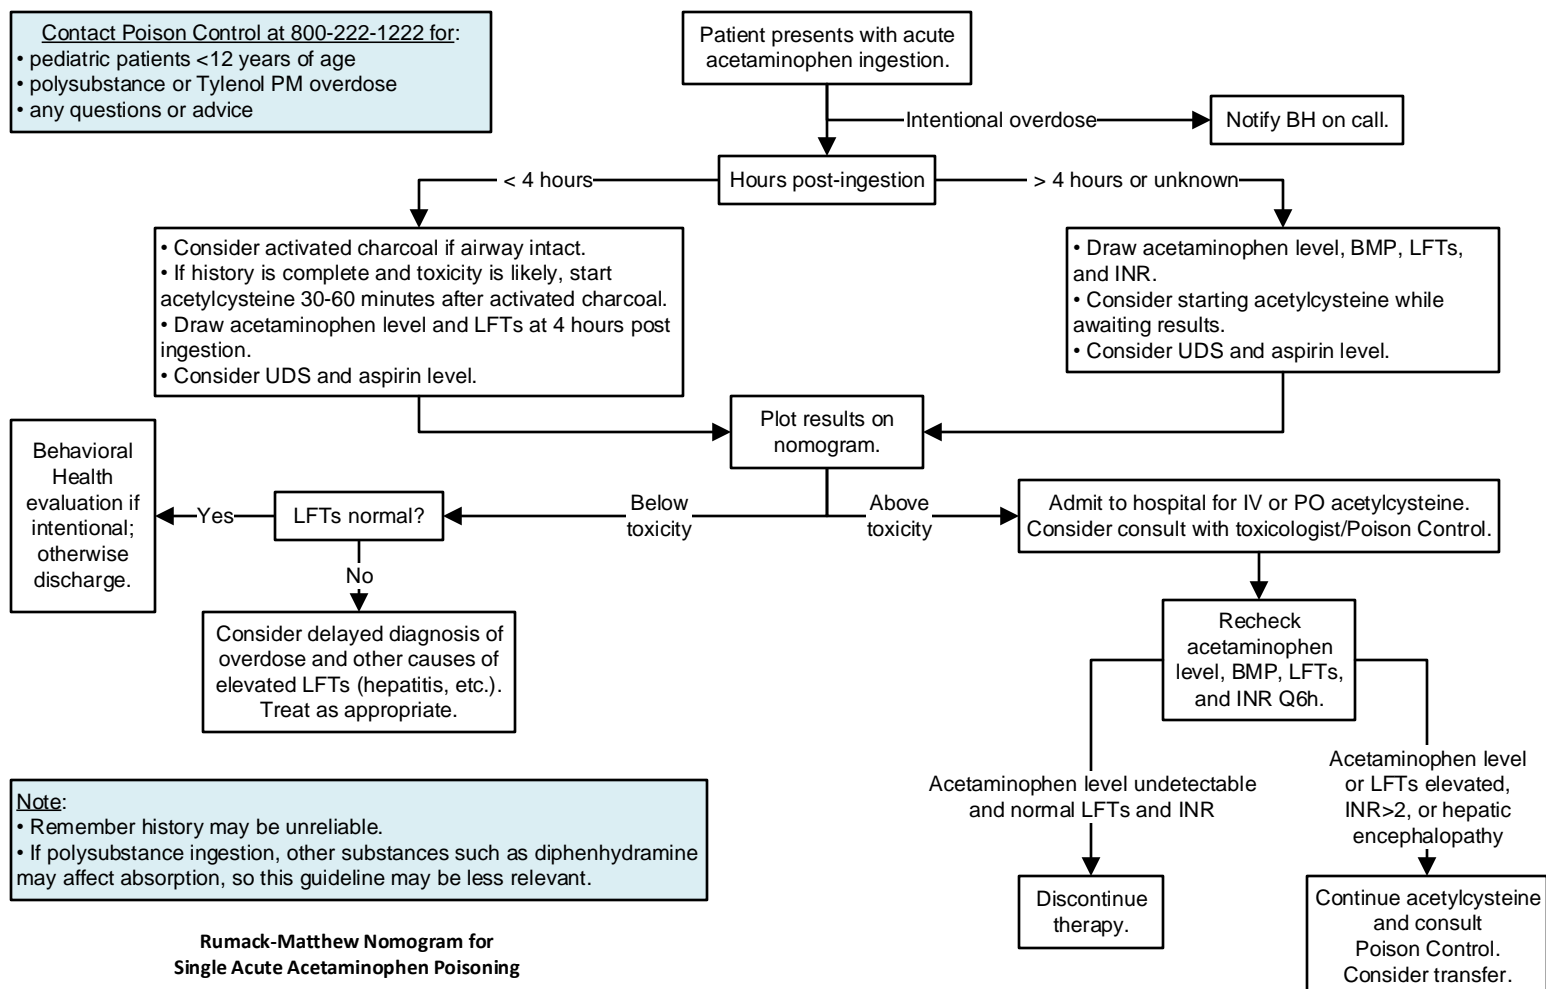 Contact Poison Control at 800-222-1222 for:
• pediatric patients <12 years of age
• polysubstance or Tylenol PM overdose
• any questions or advice
Patient presents with acute
acetaminophen ingestion.
Intentional overdose
Notify BH on call.
Hours post-ingestion
< 4 hours
> 4 hours or unknown
• Consider activated charcoal if airway intact.
• If history is complete and toxicity is likely, start
acetylcysteine 30-60 minutes after activated charcoal.
• Draw acetaminophen level and LFTs at 4 hours post
ingestion.
• Consider UDS and aspirin level.
• Draw acetaminophen level, BMP, LFTs,
and INR.
• Consider starting acetylcysteine while
awaiting results.
• Consider UDS and aspirin level.
Plot results on
nomogram.
Below
toxicity
Above
toxicity
LFTs normal?
Yes
Behavioral
Health
evaluation if
intentional;
otherwise
discharge.
No
Consider delayed diagnosis of
overdose and other causes of
elevated LFTs (hepatitis, etc.).
Treat as appropriate.
Admit to hospital for IV or PO acetylcysteine.
Consider consult with toxicologist/Poison Control.
Recheck
acetaminophen
level, BMP, LFTs,
and INR Q6h.
Acetaminophen level undetectable
and normal LFTs and INR
Acetaminophen level
or LFTs elevated,
INR>2, or hepatic
encephalopathy
Discontinue
therapy.
Continue acetylcysteine
and consult
Poison Control.
Consider transfer.
Note:
• Remember history may be unreliable.
• If polysubstance ingestion, other substances such as diphenhydramine
may affect absorption, so this guideline may be less relevant.
Rumack-Matthew Nomogram for
Single Acute Acetaminophen Poisoning